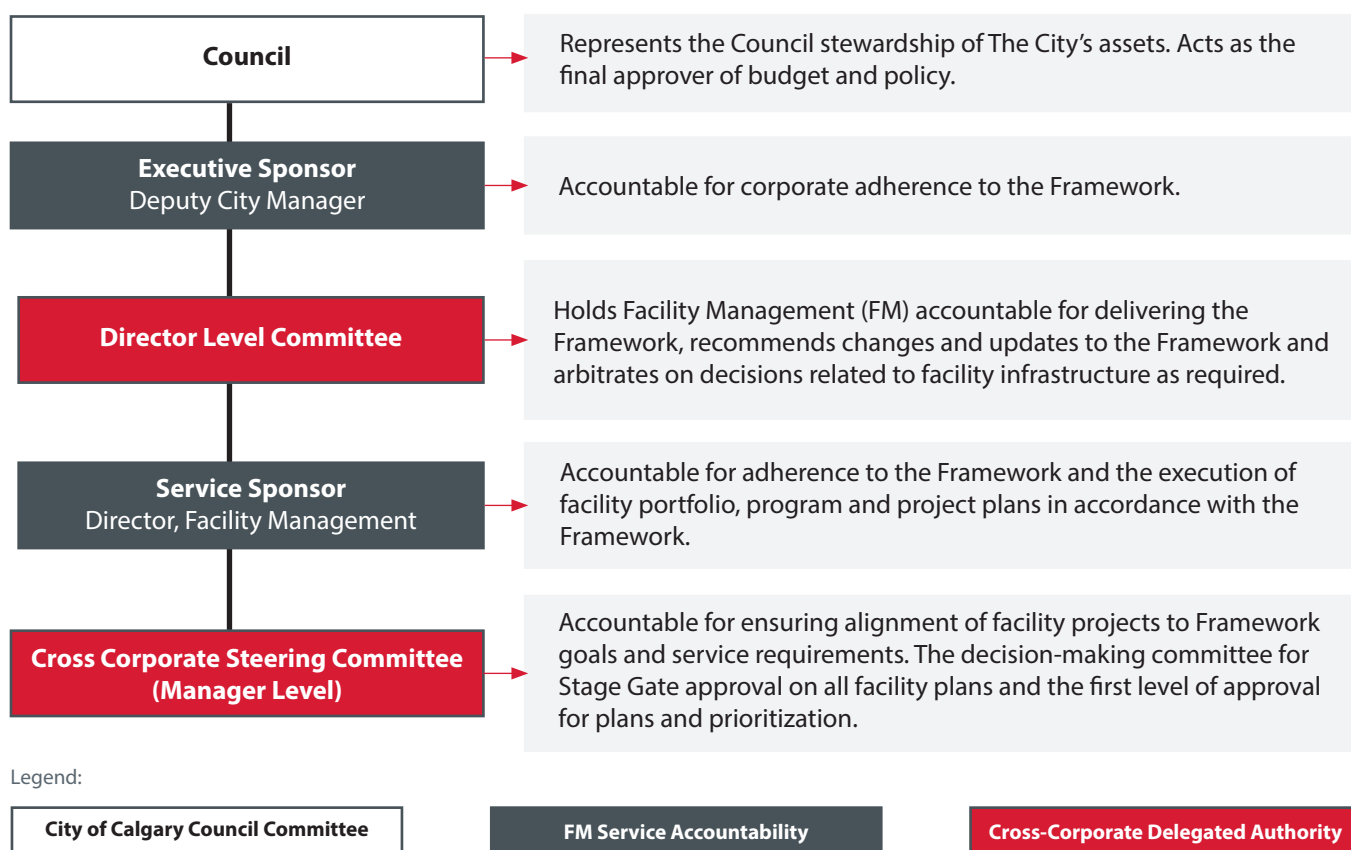 Council
Represents the Council stewardship of The City's assets. Acts as the
final approver of budget and policy.
Executive Sponsor
Deputy City Manager
Accountable for corporate adherence to the Framework.
Director Level Committee
Holds Facility Management (FM) accountable for delivering the
Framework, recommends changes and updates to the Framework and
arbitrates on decisions related to facility infrastructure as required.
Service Sponsor
Director, Facility Management
Accountable for adherence to the Framework and the execution of
facility portfolio, program and project plans in accordance with the
Framework.
Cross Corporate Steering Committee
(Manager Level)
Accountable for ensuring alignment of facility projects to Framework
goals and service requirements. The decision-making committee for
Stage Gate approval on all facility plans and the first level of approval
for plans and prioritization.
Legend:
City of Calgary Council Committee
FM Service Accountability
Cross-Corporate Delegated Authority